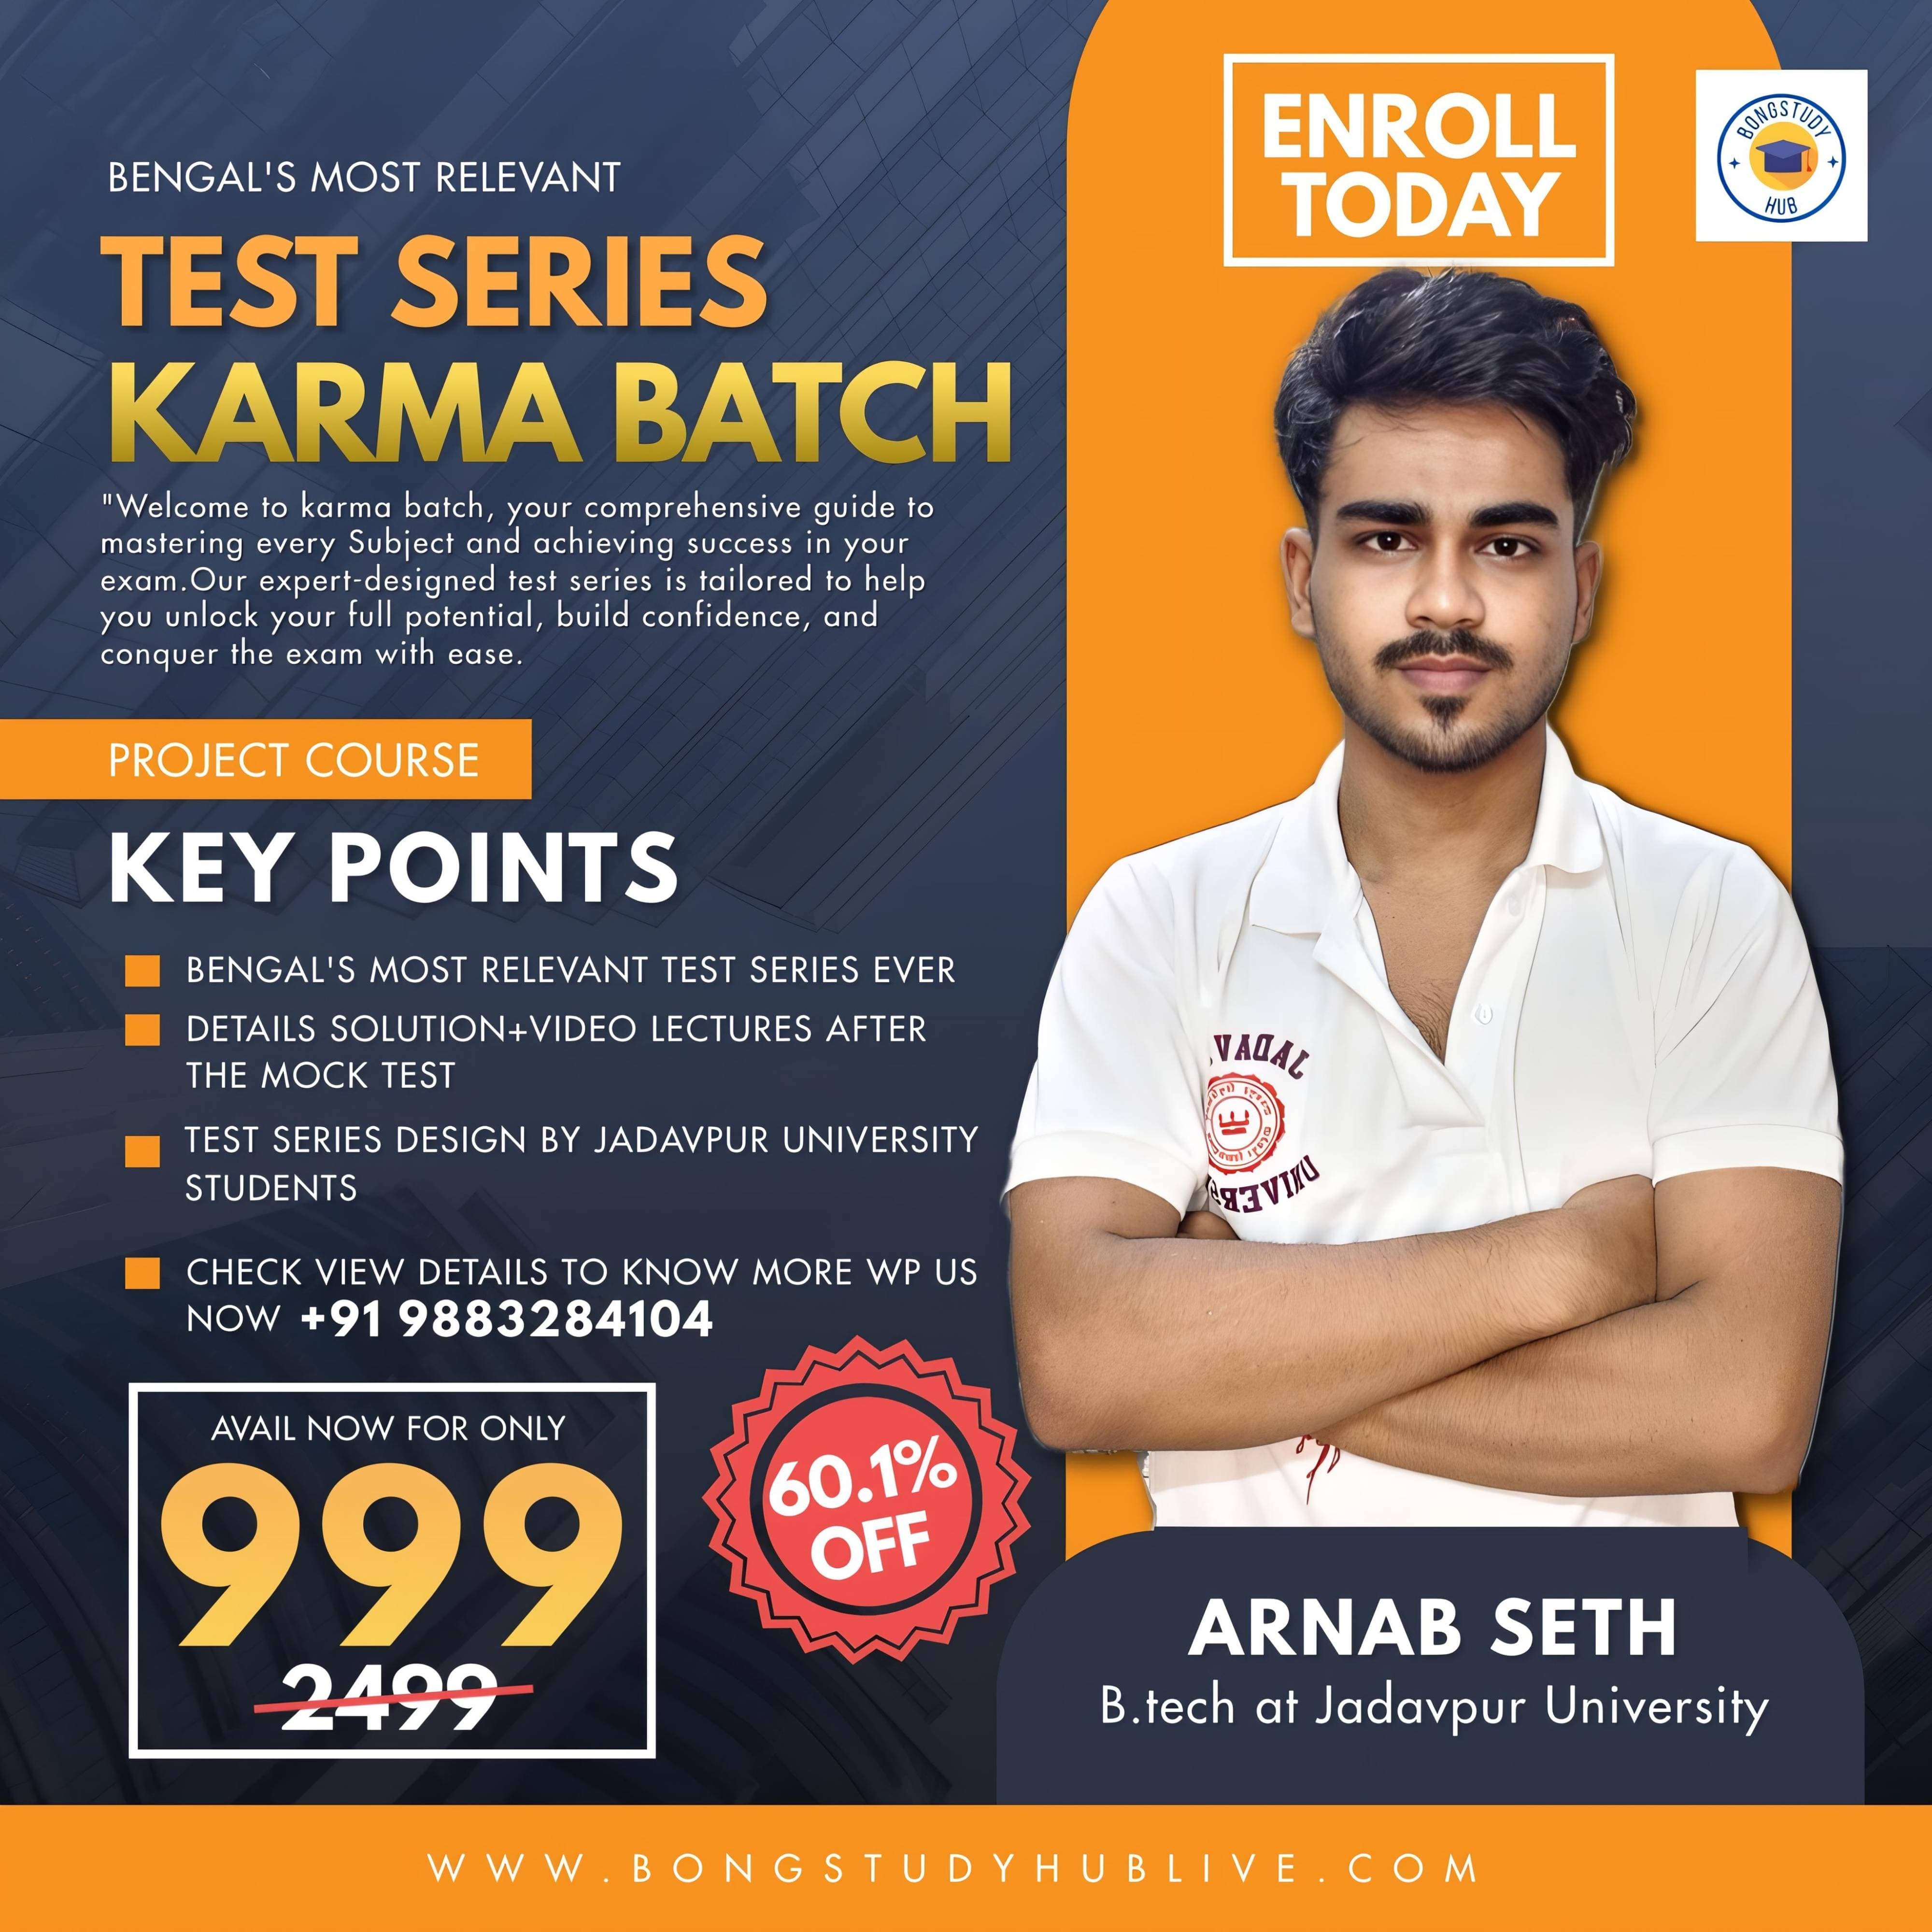 BENGAL'S MOST RELEVANT
TEST SERIES
KARMA BATCH
"Welcome to karma batch, your comprehensive guide to
mastering every Subject and achieving success in your
exam.Our expert-designed test series is tailored to help
you unlock your full potential, build confidence, and
conquer the exam with ease.
PROJECT COURSE
KEY POINTS
BENGAL'S MOST RELEVANT TEST SERIES EVER
DETAILS SOLUTION+VIDEO LECTURES AFTER
THE MOCK TEST
TEST SERIES DESIGN BY JADAVPUR UNIVERSITY
STUDENTS
CHECK VIEW DETAILS TO KNOW MORE WP US
NOW +91 9883284104
AVAIL NOW FOR ONLY
999
2499
60.1%
OFF
ENROLL
TODAY
BONGSTUDY
HUB
ARNAB SETH
B.tech at Jadavpur University
WWW.BONGSTUDYHUBLIVE.COM